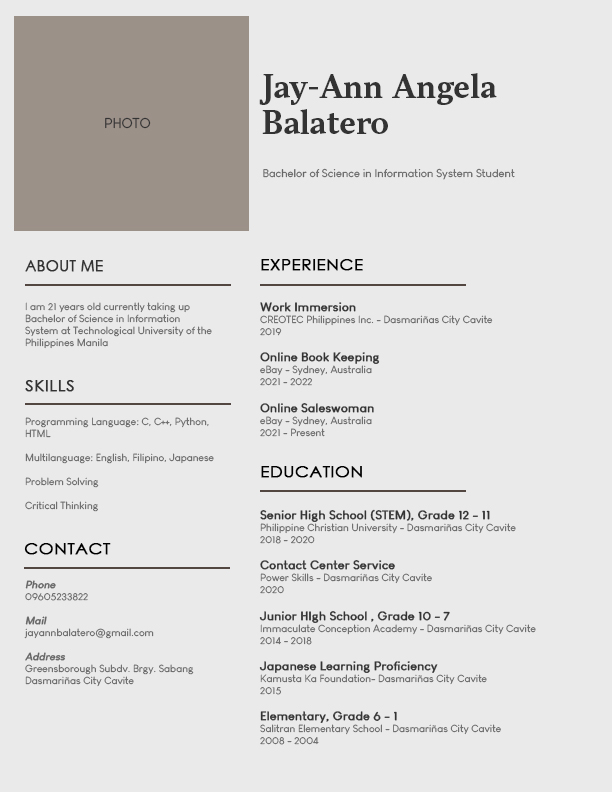 PHOTO
Jay-Ann Angela
Balatero
Bachelor of Science in Information System Student
ABOUT ME
I am 21 years old currently taking up
Bachelor of Science in Information
System at Technological University of the
Philippines Manila
SKILLS
Programming Language: C, C++, Python,
HTML
Multilanguage: English, Filipino, Japanese
Problem Solving
Critical Thinking
CONTACT
Phone
09605233822
Mail
jayannbalatero@gmail.com
Address
Greensborough Subdv. Brgy. Sabang
Dasmariñas City Cavite
EXPERIENCE
Work Immersion
CREOTEC Philippines Inc. - Dasmariñas City Cavite
2019
Online Book Keeping
eBay - Sydney, Australia
2021 - 2022
Online Saleswoman
eBay - Sydney, Australia
2021 - Present
EDUCATION
Senior High School (STEM), Grade 12 - 11
Philippine Christian University - Dasmariñas City Cavite
2018 - 2020
Contact Center Service
Power Skills - Dasmariñas City Cavite
2020
Junior HIgh School , Grade 10 - 7
Immaculate Conception Academy - Dasmariñas City Cavite
2014 - 2018
Japanese Learning Proficiency
Kamusta Ka Foundation- Dasmariñas City Cavite
2015
Elementary, Grade 6 - 1
Salitran Elementary School - Dasmariñas City Cavite
2008 - 2004